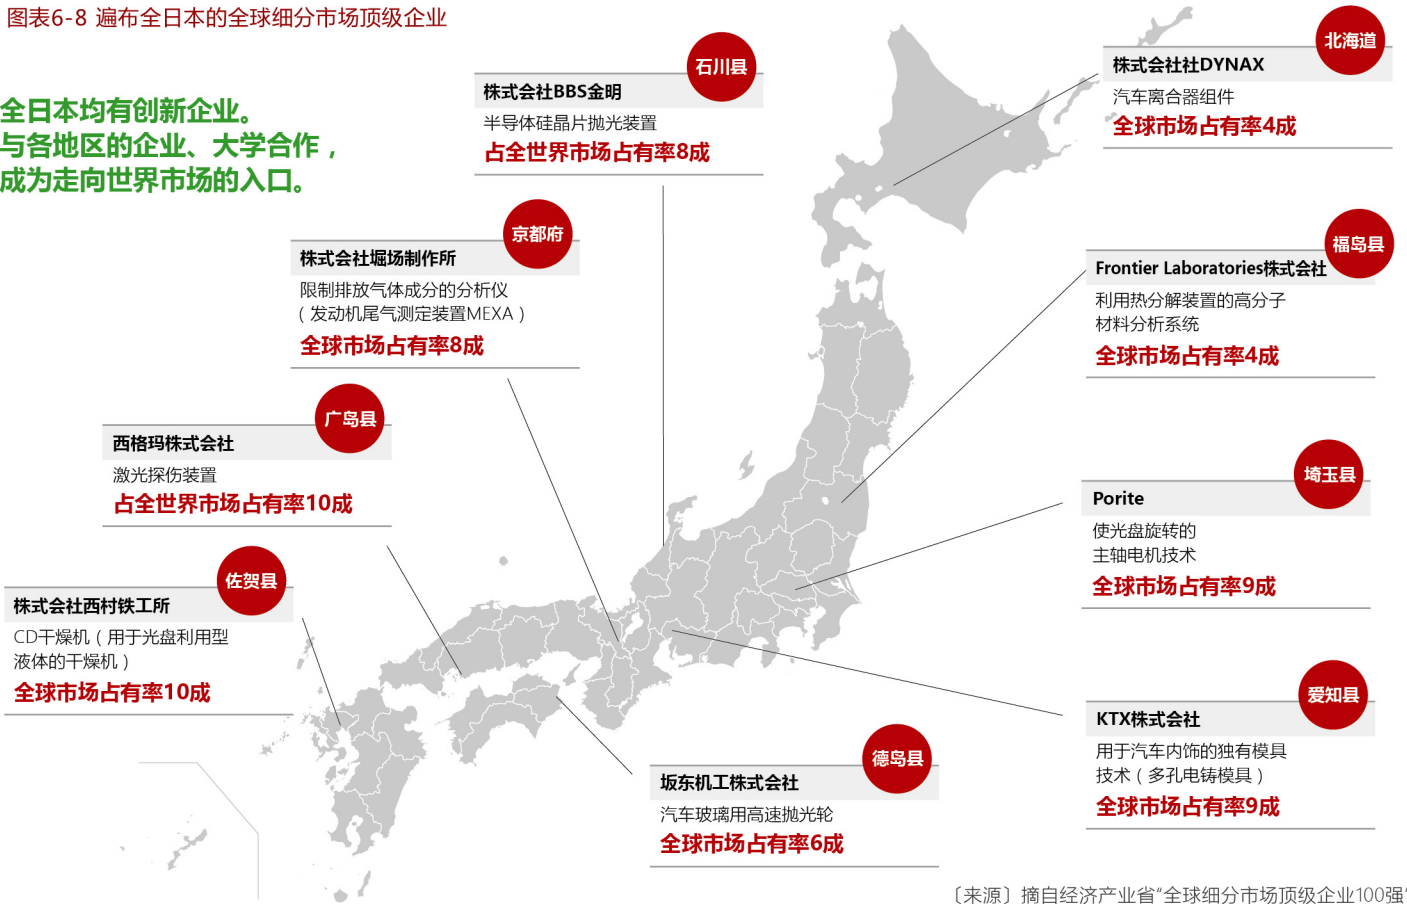 图表6-8 遍布全日本的全球细分市场顶级企业
全日本均有创新企业。
与各地区的企业、大学合作，
成为走向世界市场的入口。
石川县
株式会社BBS金明
半导体硅晶片抛光装置
占全世界市场占有率8成
北海道
株式会社社DYNAX
汽车离合器组件
全球市场占有率4成
京都府
株式会社堀场制作所
限制排放气体成分的分析仪
（发动机尾气测定装置MEXA）
全球市场占有率8成
福岛县
Frontier Laboratories株式会社
利用热分解装置的高分子
材料分析系统
全球市场占有率4成
广岛县
西格玛株式会社
激光探伤装置
占全世界市场占有率10成
埼玉县
Porite
使光盘旋转的
主轴电机技术
全球市场占有率9成
佐贺县
株式会社西村铁工所
CD干燥机（用于光盘利用型
液体的干燥机）
全球市场占有率10成
爱知县
KTX株式会社
用于汽车内饰的独有模具
技术（多孔电铸模具）
全球市场占有率9成
德岛县
坂东机工株式会社
汽车玻璃用高速抛光轮
全球市场占有率6成
〔来源〕摘自经济产业省“全球细分市场顶级企业100强”